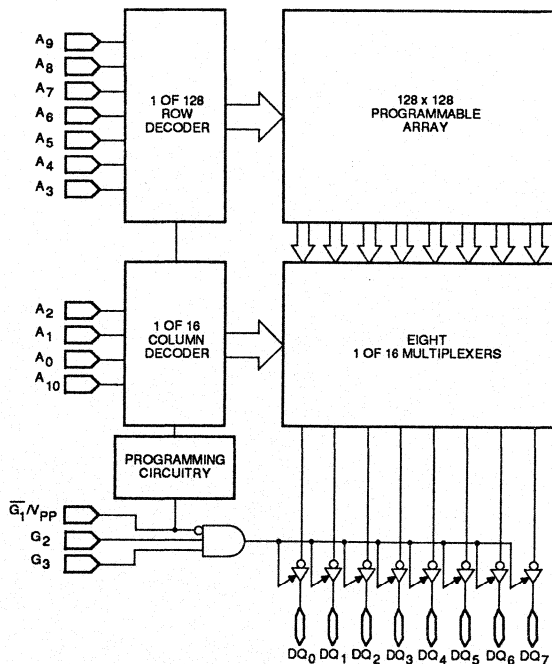 A9
A8
A7
A6
A5
A4
A3
1 OF 128
ROW
DECODER
128 x 128
PROGRAMMABLE
ARRAY
A2
A1
A0
A10
1 OF 16
COLUMN
DECODER
EIGHT
1 OF 16 MULTIPLEXERS
PROGRAMMING
CIRCUITRY
G̅1̅/VPP
G2
G3
DQ0 DQ1 DQ2 DQ3 DQ4 DQ5 DQ6 DQ7